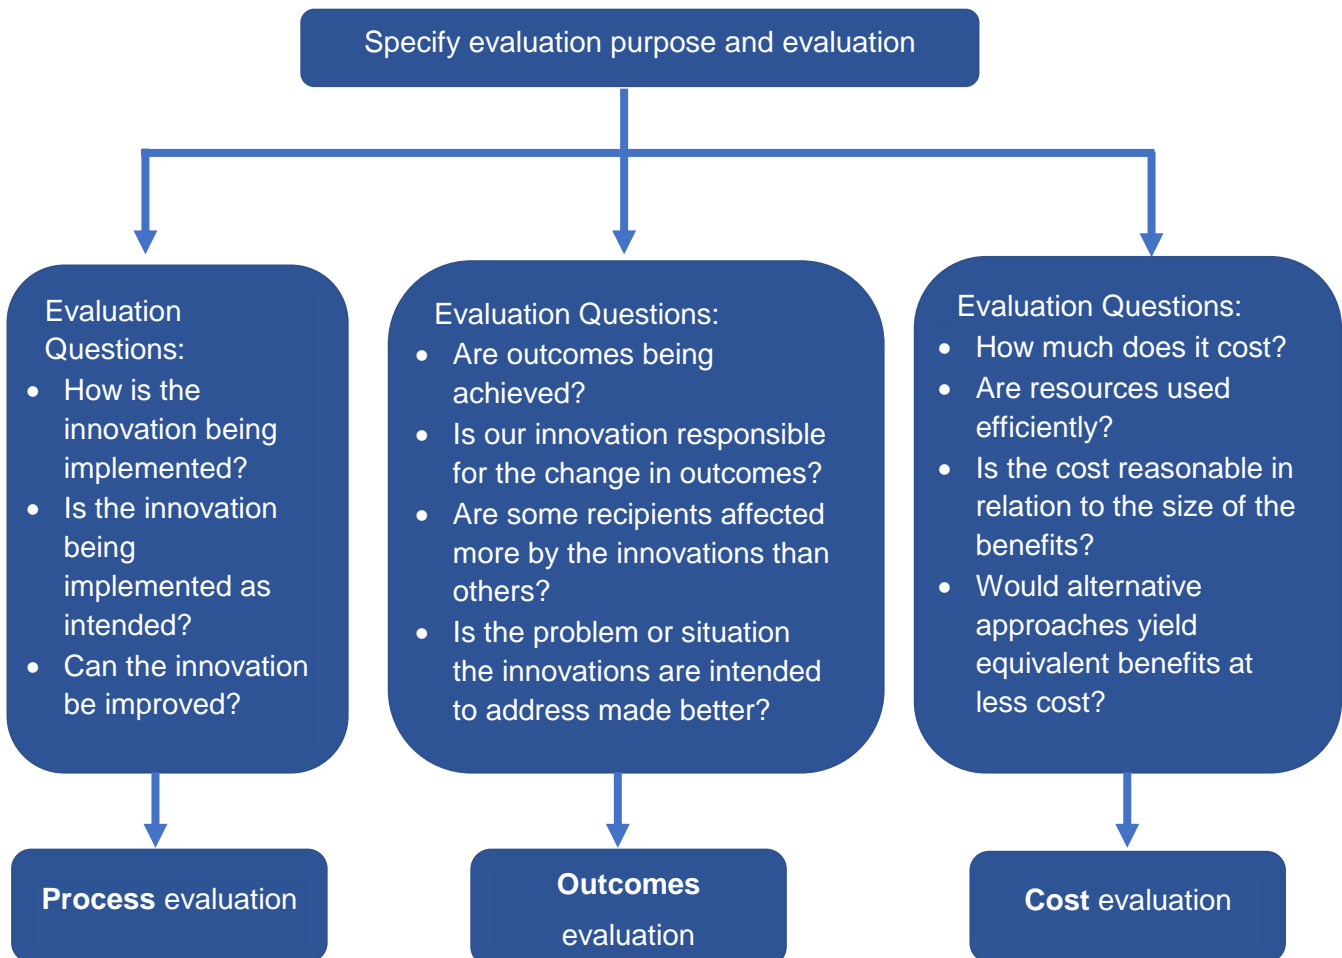 Specify evaluation purpose and evaluation
Evaluation
Questions:
• How is the
innovation being
implemented?
• Is the innovation
being
implemented as
intended?
• Can the innovation
be improved?
Evaluation Questions:
• Are outcomes being
achieved?
• Is our innovation responsible
for the change in outcomes?
• Are some recipients affected
more by the innovations than
others?
• Is the problem or situation
the innovations are intended
to address made better?
Evaluation Questions:
• How much does it cost?
• Are resources used
efficiently?
• Is the cost reasonable in
relation to the size of the
benefits?
• Would alternative
approaches yield
equivalent benefits at
less cost?
Process evaluation
Outcomes
evaluation
Cost evaluation